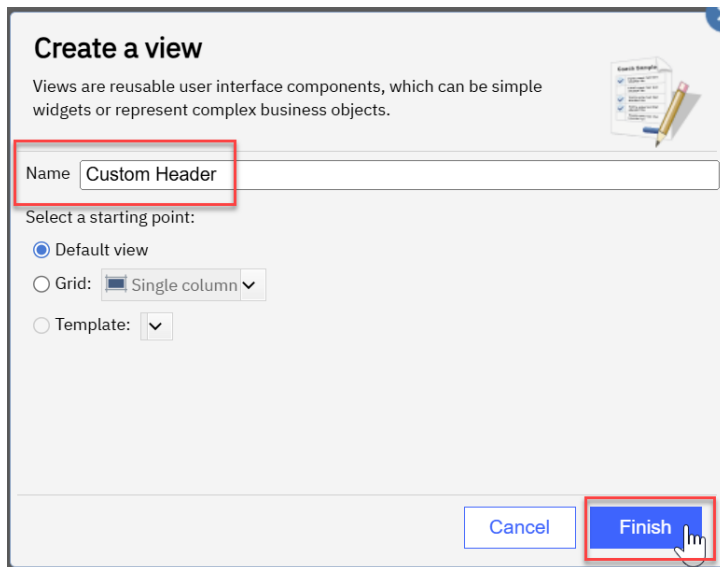 Create a view
Views are reusable user interface components, which can be simple
widgets or represent complex business objects.
Name Custom Header
Select a starting point:
Default view
Grid: Single column
Template:
Cancel Finish